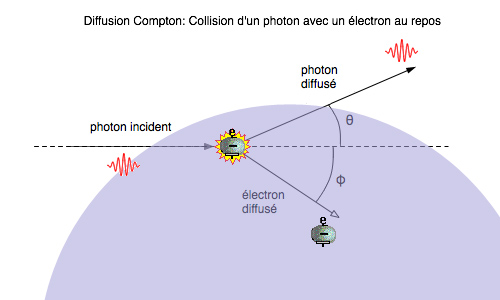 Diffusion Compton: Collision d'un photon avec un électron au repos
photon
diffusé
photon incident
θ
e
-
Φ
électron
diffusé
e
-